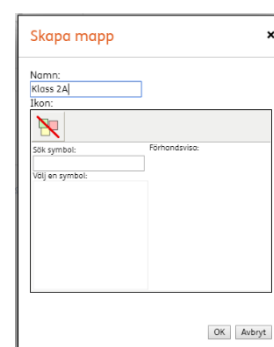 Skapa mapp
Namn:
Klass 2A
Ikon:
Sök symbol:
Förhandsvisa:
Välj en symbol:
OK
Avbryt